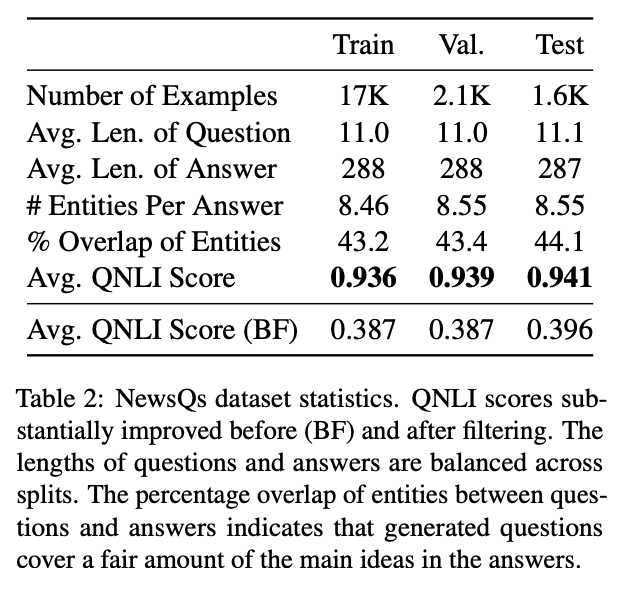 Train Val. Test
Number of Examples 17K 2.1K 1.6K
Avg. Len. of Question 11.0 11.0 11.1
Avg. Len. of Answer 288 288 287
# Entities Per Answer 8.46 8.55 8.55
% Overlap of Entities 43.2 43.4 44.1
Avg. QNLI Score 0.936 0.939 0.941
Avg. QNLI Score (BF) 0.387 0.387 0.396
Table 2: NewsQs dataset statistics. QNLI scores sub-
stantially improved before (BF) and after filtering. The
lengths of questions and answers are balanced across
splits. The percentage overlap of entities between ques-
tions and answers indicates that generated questions
cover a fair amount of the main ideas in the answers.